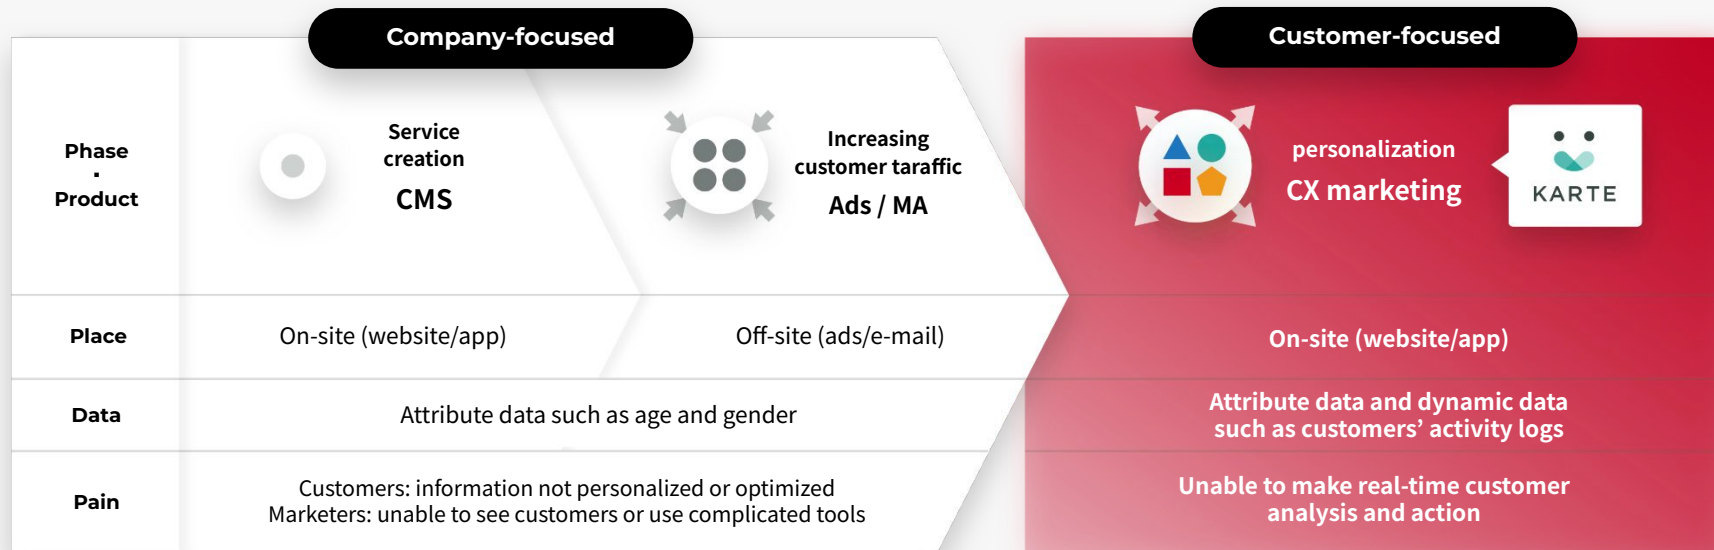 Company-focused
Customer-focused
Phase
·
Product
Service
creation
CMS
Increasing
customer taraffic
Ads / MA
personalization
CX marketing
KARTE
Place
On-site (website/app)
Off-site (ads/e-mail)
On-site (website/app)
Data
Attribute data such as age and gender
Attribute data and dynamic data
such as customers’ activity logs
Pain
Customers: information not personalized or optimized
Marketers: unable to see customers or use complicated tools
Unable to make real-time customer
analysis and action